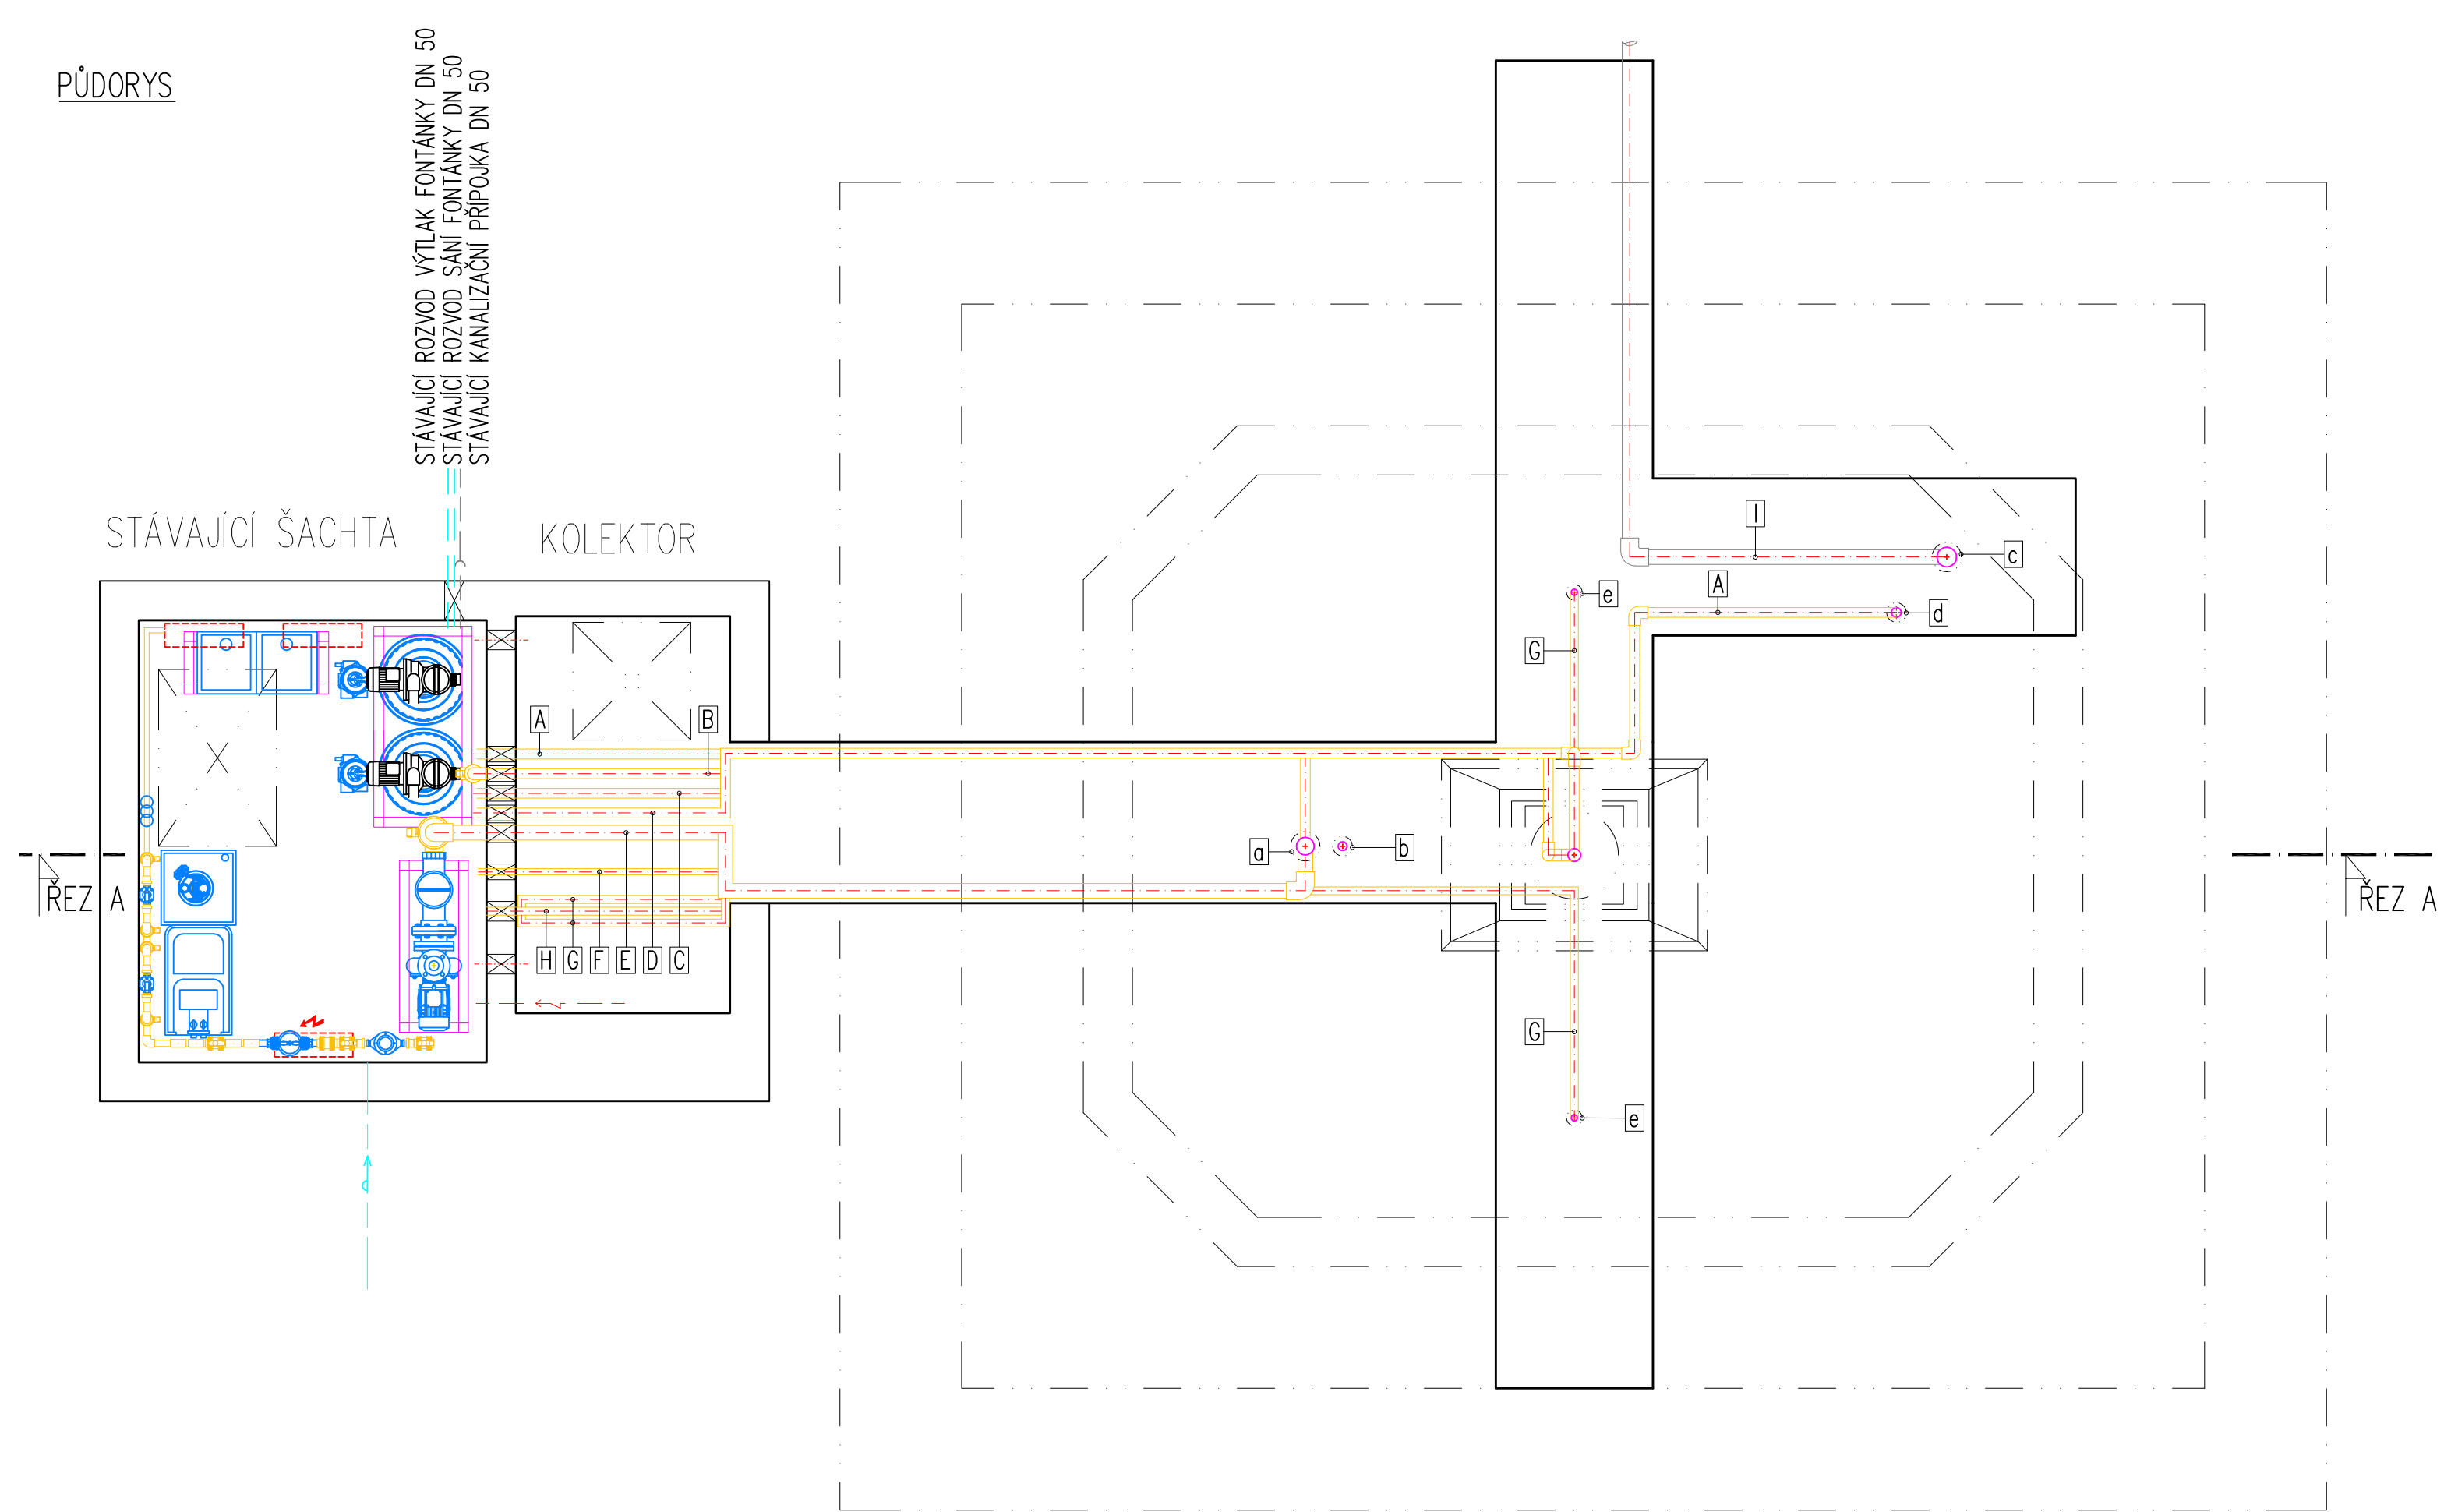 PŮDORYS
STÁVAJÍCÍ ROZVOD VÝTLAK FONTÁNKY DN 50
STÁVAJÍCÍ ROZVOD SÁNÍ FONTÁNKY DN 50
STÁVAJÍCÍ KANALIZAČNÍ PŘÍPOJKA DN 50
STÁVAJÍCÍ ŠACHTA
KOLEKTOR
I
c
A
e
d
G
A
B
a
b
ŘEZ A
ŘEZ A
H G F E D C
G
e